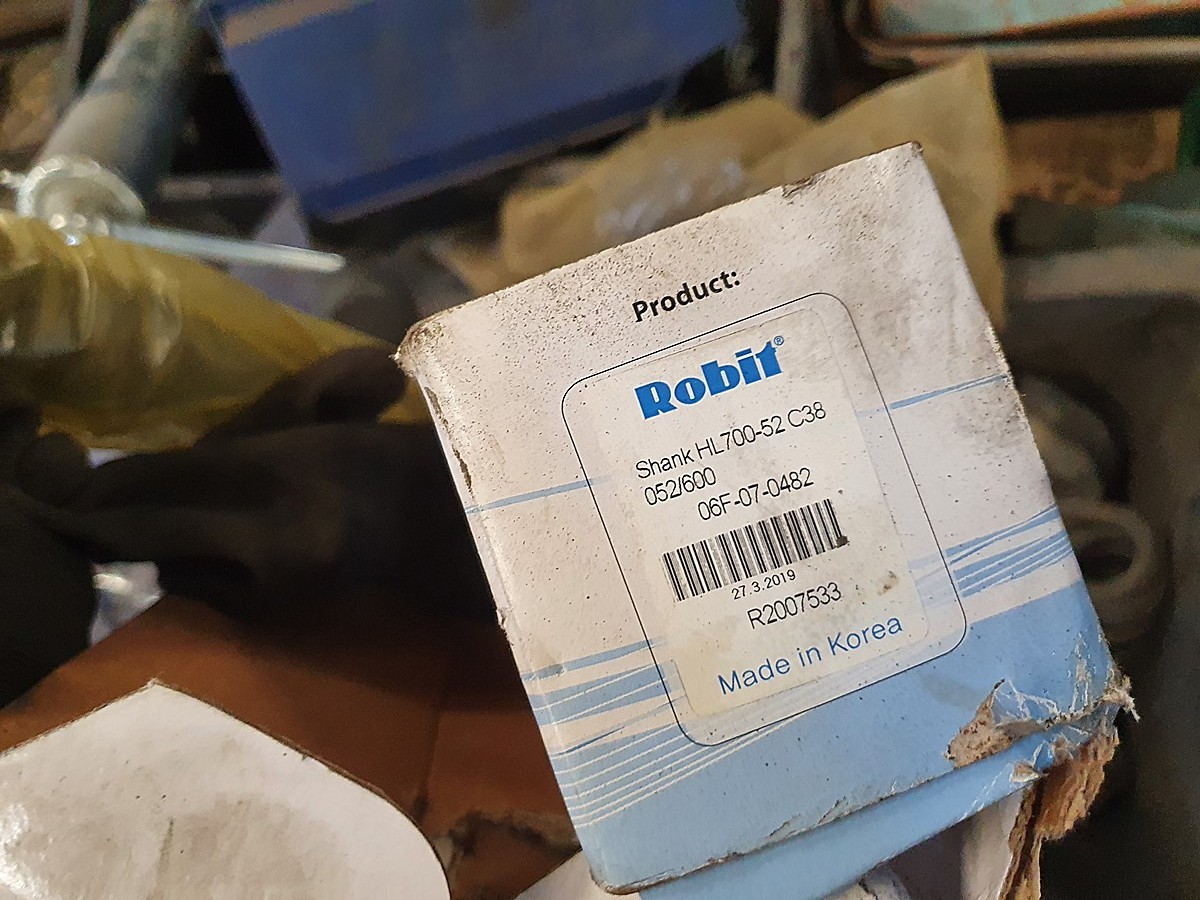 Product:
Robit®
Shank HL700-52 C38
052/600
06F-07-0482
27.3.2019
R2007533
Made in Korea